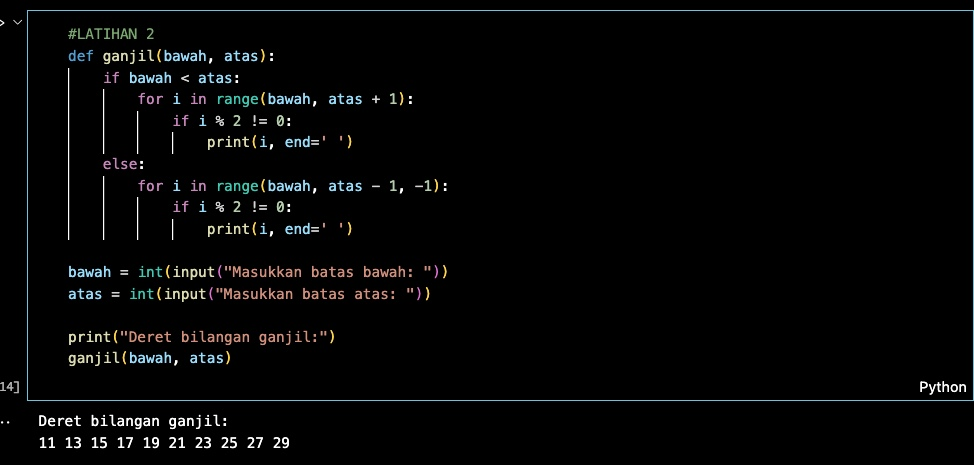 #LATIHAN 2
def ganjil(bawah, atas):
    if bawah < atas:
        for i in range(bawah, atas + 1):
            if i % 2 != 0:
                print(i, end=' ')
    else:
        for i in range(bawah, atas - 1, -1):
            if i % 2 != 0:
                print(i, end=' ')
bawah = int(input("Masukkan batas bawah: "))
atas = int(input("Masukkan batas atas: "))
print("Deret bilangan ganjil:")
ganjil(bawah, atas)
14]
Python
Deret bilangan ganjil:
11 13 15 17 19 21 23 25 27 29